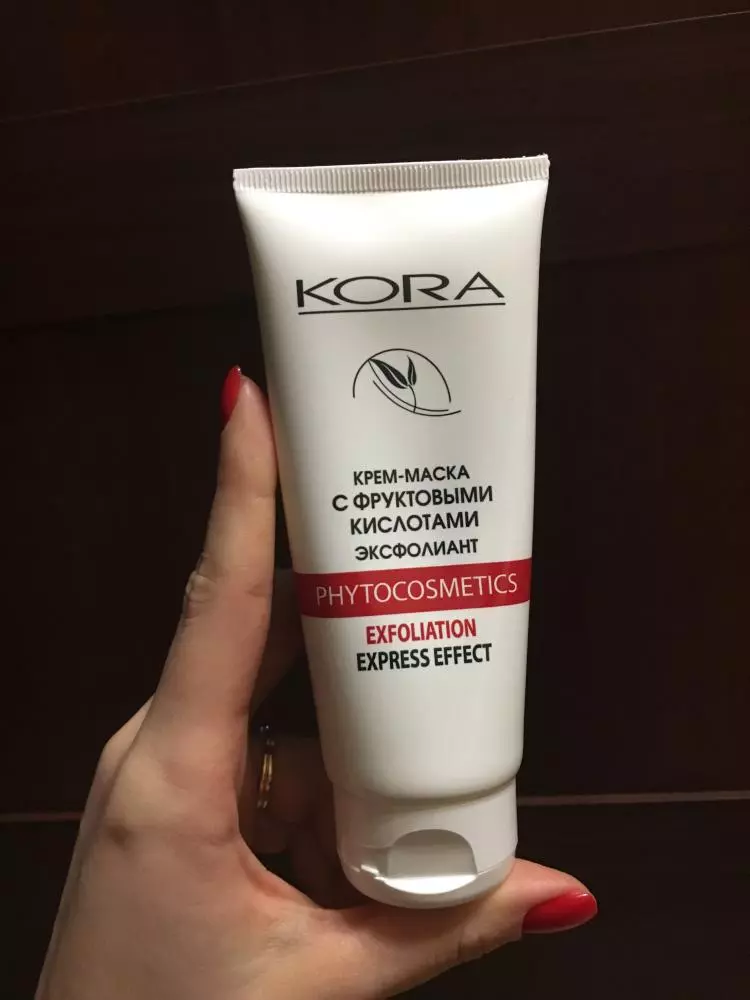 KORA
КРЕМ-МАСКА
С ФРУКТОВЫМИ
КИСЛОТАМИ
ЭКСФОЛИАНТ
PHYTOCOSMETICS
EXFOLIATION
EXPRESS EFFECT